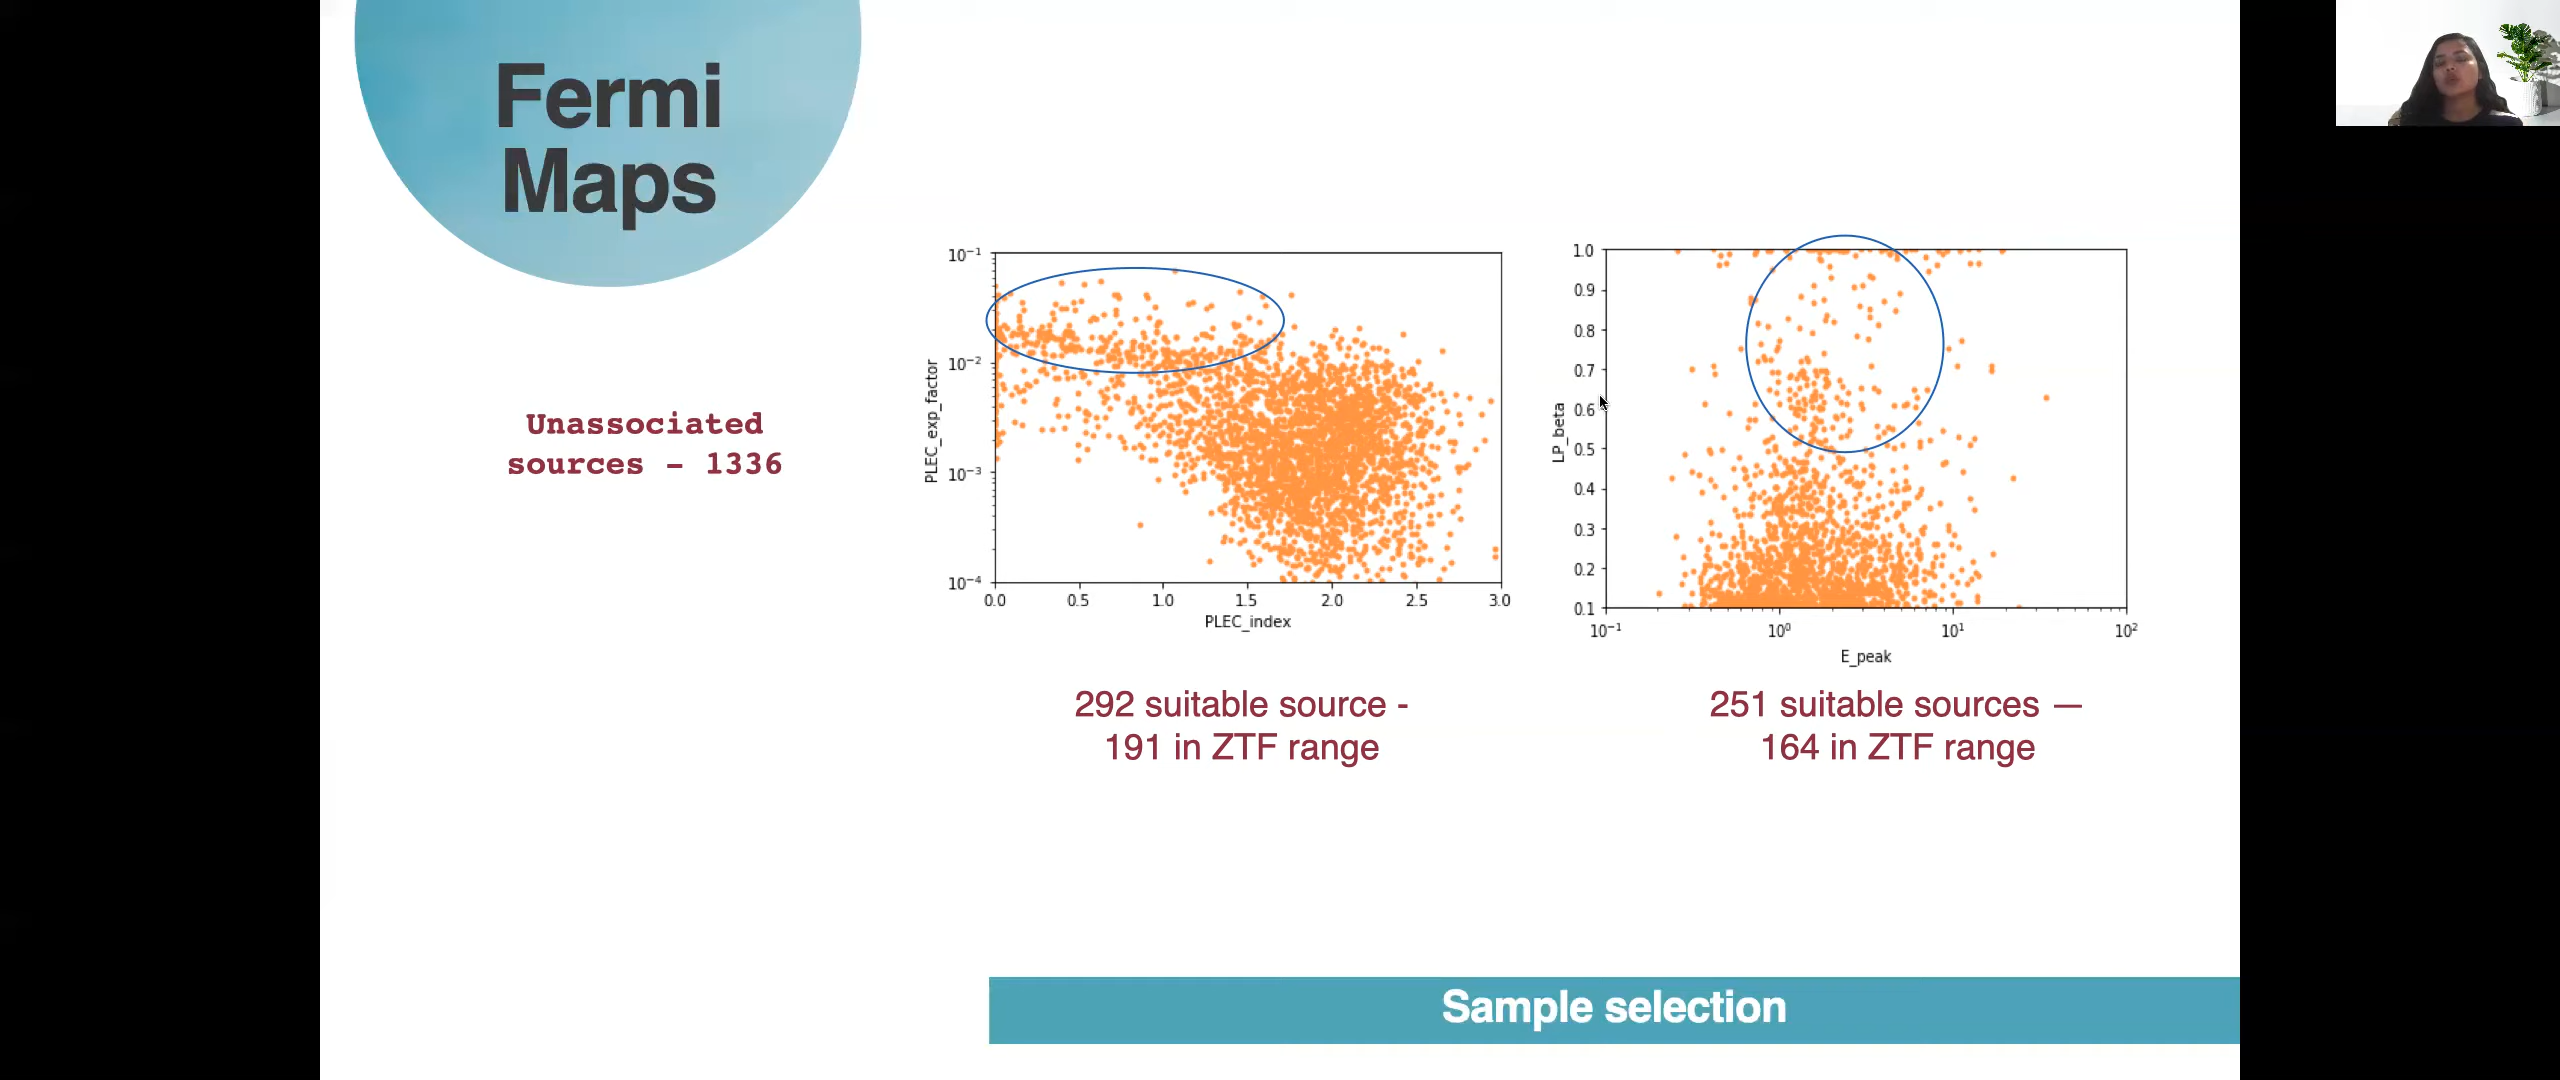 Fermi
Maps
Unassociated
sources - 1336
10⁻¹
10⁻²
10⁻³
10⁻⁴
PLEC_exp_factor
0.0 0.5 1.0 1.5 2.0 2.5 3.0
PLEC_index
292 suitable source -
191 in ZTF range
1.0
0.9
0.8
0.7
0.6
0.5
0.4
0.3
0.2
0.1
LP_beta
10⁻¹ 10⁰ 10¹ 10²
E_peak
251 suitable sources —
164 in ZTF range
Sample selection